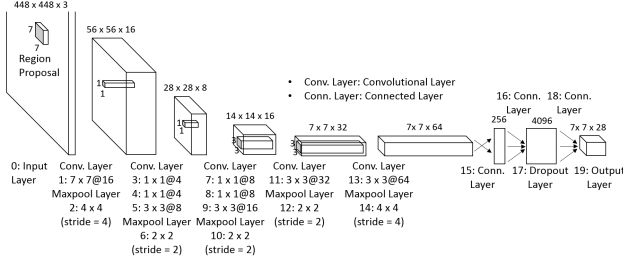 448 x 448 x 3
7
7
Region
Proposal
56 x 56 x 16
1
1
28 x 28 x 8
1
1
14 x 14 x 16
3
3
• Conv. Layer: Convolutional Layer
• Conn. Layer: Connected Layer
7 x 7 x 32
3
3
7 x 7 x 64
16: Conn.
Layer
256
18: Conn.
Layer
4096
7x 7 x 28
0: Input
Layer
Conv. Layer
1: 7 x 7@16
Maxpool Layer
2: 4 x 4
(stride = 4)
Conv. Layer
3: 1 x 1@4
4: 1 x 1@4
5: 3 x 3@8
Maxpool Layer
6: 2 x 2
(stride = 2)
Conv. Layer
7: 1 x 1@8
8: 1 x 1@8
9: 3 x 3@16
Maxpool Layer
10: 2 x 2
(stride = 2)
Conv. Layer
11: 3 x 3@32
Maxpool Layer
12: 2 x 2
(stride = 2)
Conv. Layer
13: 3 x 3@64
Maxpool Layer
14: 4 x 4
(stride = 4)
15: Conn.
Layer
17: Dropout
Layer
19: Output
Layer